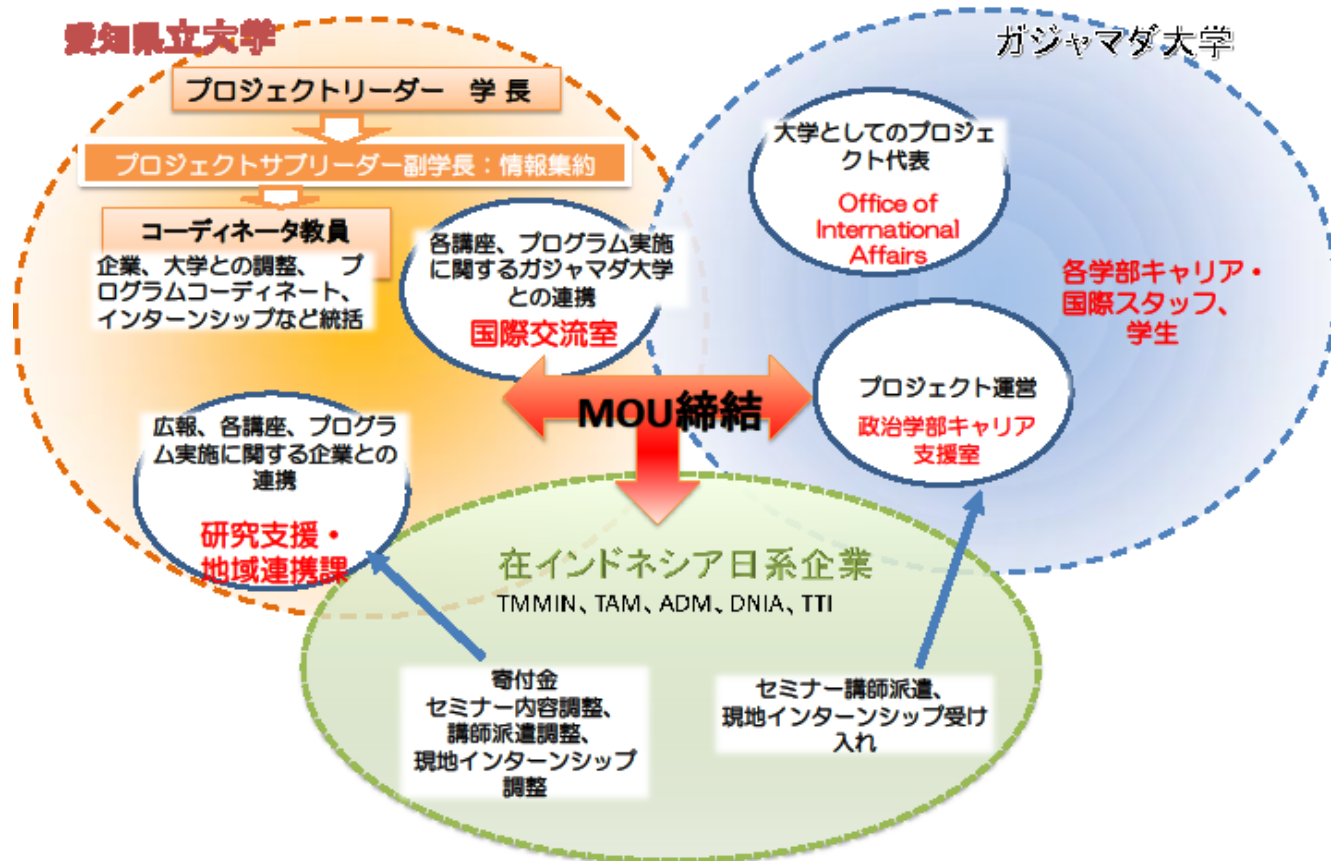 愛知県立大学
プロジェクトリーダー　学 長
プロジェクトサブリーダー副学長：情報集約
コーディネータ教員
企業、大学との調整、　プ
ログラムコーディネート、
インターンシップなど統括
各講座、プログラム実施
に関するガジャマダ大学
との連携
国際交流室
広報、各講座、プログラ
ム実施に関する企業との
連携
研究支援・
地域連携課
MOU締結
ガジャマダ大学
大学としてのプロジェ
クト代表
Office of
International
Affairs
各学部キャリア・
国際スタッフ、
学生
プロジェクト運営
政治学部キャリア
支援室
在インドネシア日系企業
TMMIN、TAM、ADM、DNIA、TTI
寄付金
セミナー内容調整、
講師派遣調整、
現地インターンシップ
調整
セミナー講師派遣、
現地インターンシップ受け
入れ